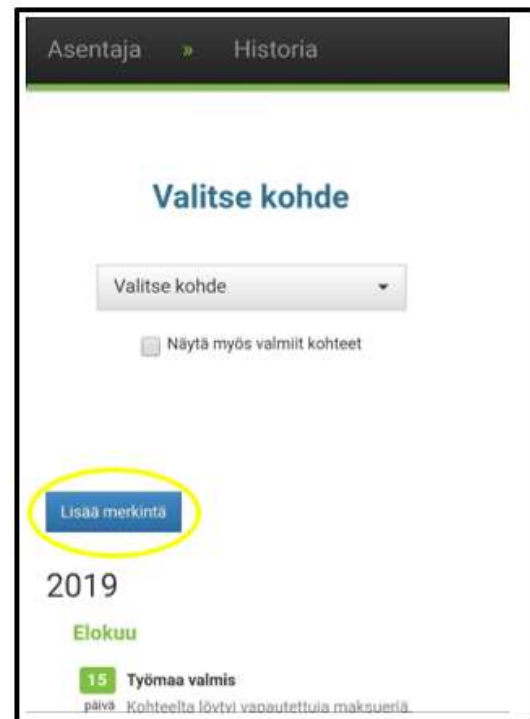 Asentaja » Historia
Valitse kohde
Valitse kohde
Näytä myös valmiit kohteet
Lisää merkintä
2019
Elokuu
15 Työmaa valmis
päivä Kohteelta löytyi vapautettuja maksueriä.